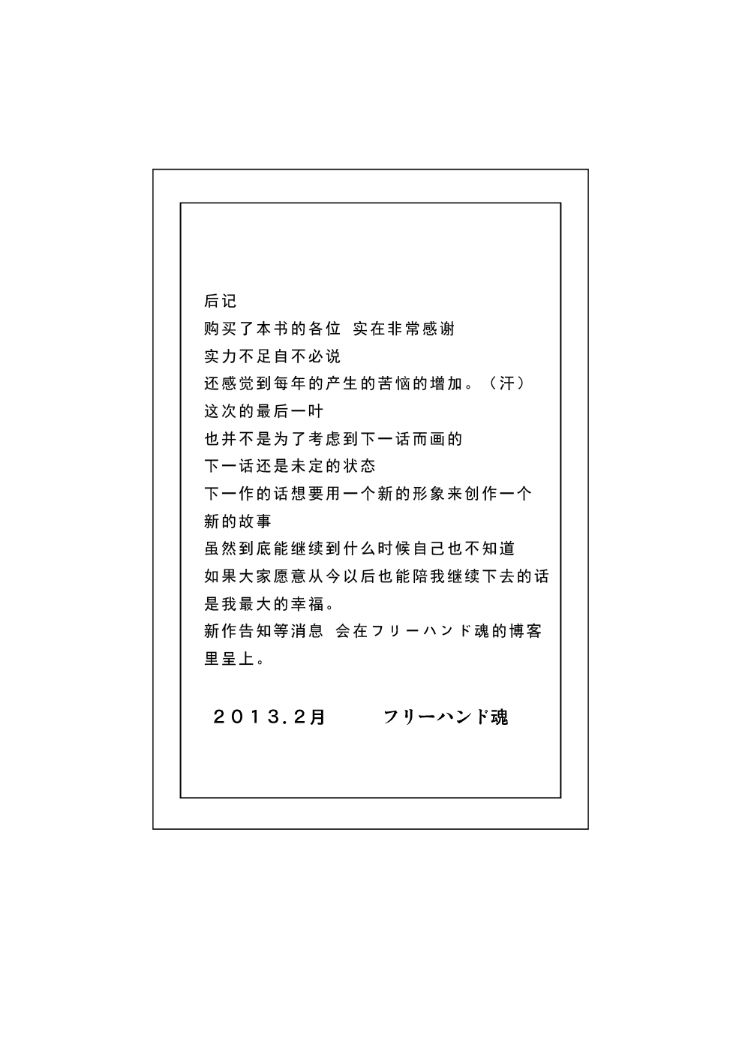 后记
购买了本书的各位 实在非常感谢
实力不足自不必说
还感觉到每年的产生的苦恼的增加。（汗）
这次的最后一叶
也并不是为了考虑到下一话而画的
下一话还是未定的状态
下一作的话想要用一个新的形象来创作一个
新的故事
虽然到底能继续到什么时候自己也不知道
如果大家愿意从今以后也能陪我继续下去的话
是我最大的幸福。
新作告知等消息 会在フリーハンド魂的博客
里呈上。
２０１３.２月 フリーハンド魂